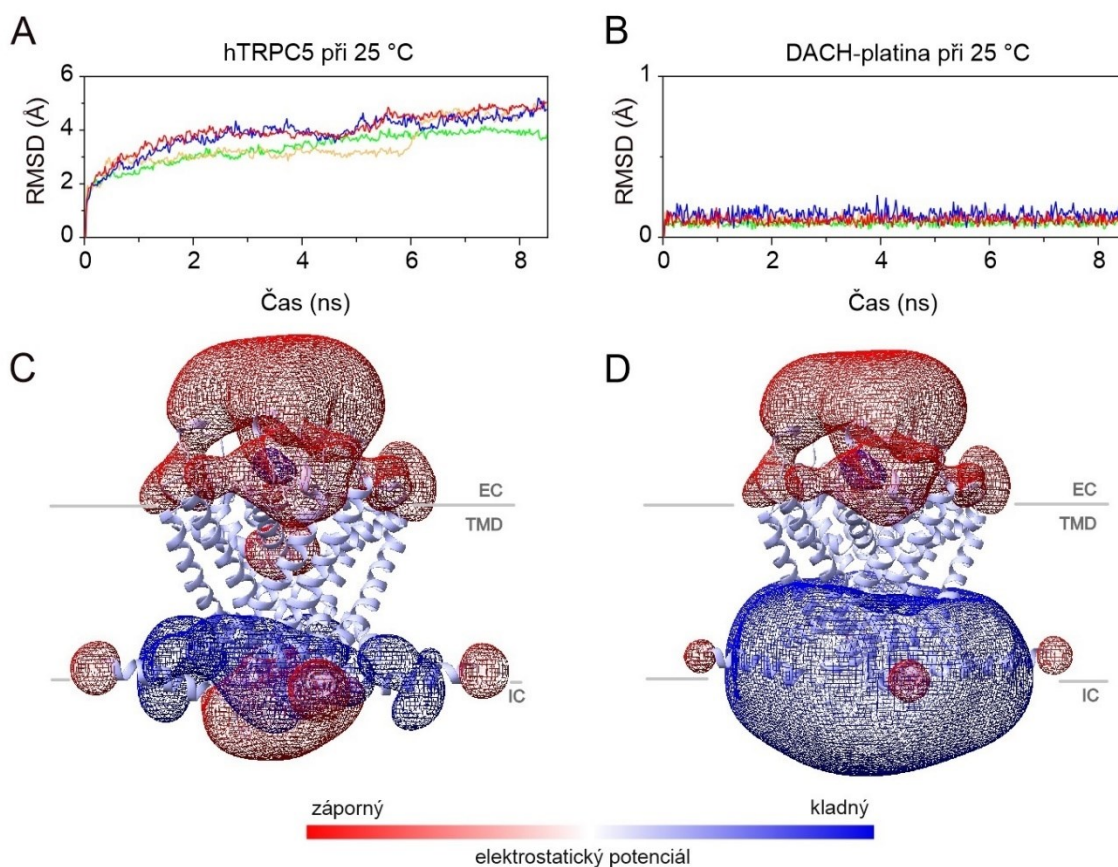 A
hTRPC5 při 25 °C
6
4
2
0
RMSD (Å)
0 2 4 6 8
Čas (ns)
B
DACH-platina při 25 °C
1
0
RMSD (Å)
0 2 4 6 8
Čas (ns)
C
EC
TMD
IC
D
EC
TMD
IC
záporný
kladný
elektrostatický potenciál